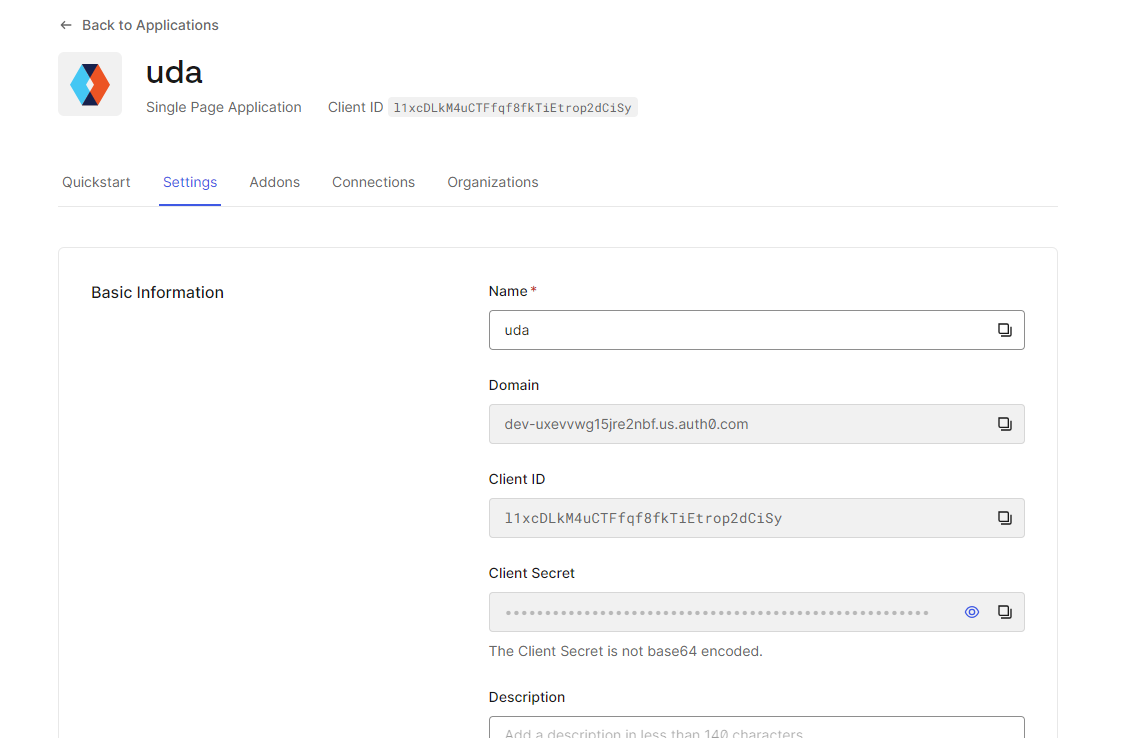 Back to Applications
uda
Single Page Application Client ID l1xcDLkM4uCTFfqf8fkTiEtrop2dCiSy
Quickstart Settings Addons Connections Organizations
Basic Information
Name *
uda
Domain
dev-uxevvwg15jre2nbf.us.auth0.com
Client ID
l1xcDLkM4uCTFfqf8fkTiEtrop2dCiSy
Client Secret
The Client Secret is not base64 encoded.
Description
Add a description in less than 140 characters